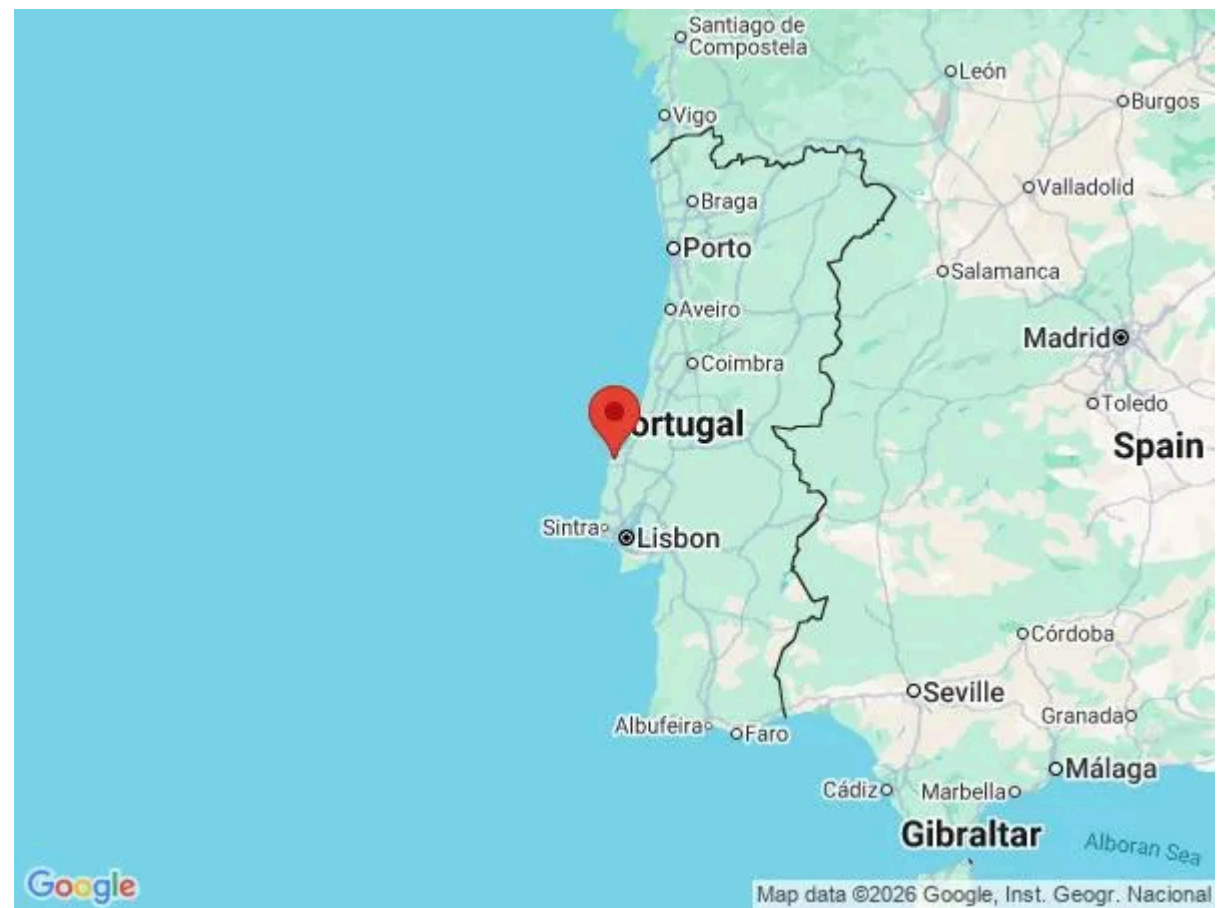 Santiago de
Compostela
León
Burgos
Vigo
Valladolid
Braga
Porto
Salamanca
Aveiro
Madrid
Coimbra
Toledo
ortugal
Spain
Sintra
Lisbon
Córdoba
Seville
Granada
Albufeira
Faro
Málaga
Cádiz
Marbella
Gibraltar
Alboran Sea
Google
Map data ©2026 Google, Inst. Geogr. Nacional